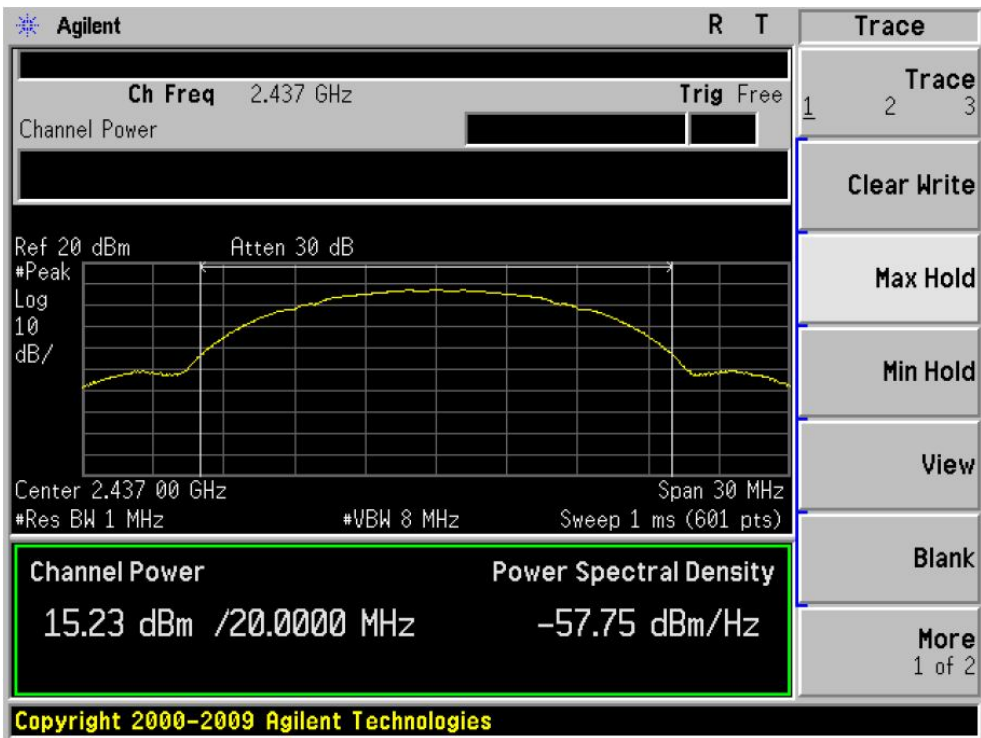 Agilent R T
Trace
Ch Freq 2.437 GHz Trig Free
Channel Power
Trace
1 2 3
Clear Write
Ref 20 dBm Atten 30 dB
#Peak
Log
10
dB/
Max Hold
Min Hold
View
Center 2.437 00 GHz Span 30 MHz
#Res BW 1 MHz #VBW 8 MHz Sweep 1 ms (601 pts)
Blank
Channel Power Power Spectral Density
15.23 dBm /20.0000 MHz -57.75 dBm/Hz
More
1 of 2
Copyright 2000-2009 Agilent Technologies